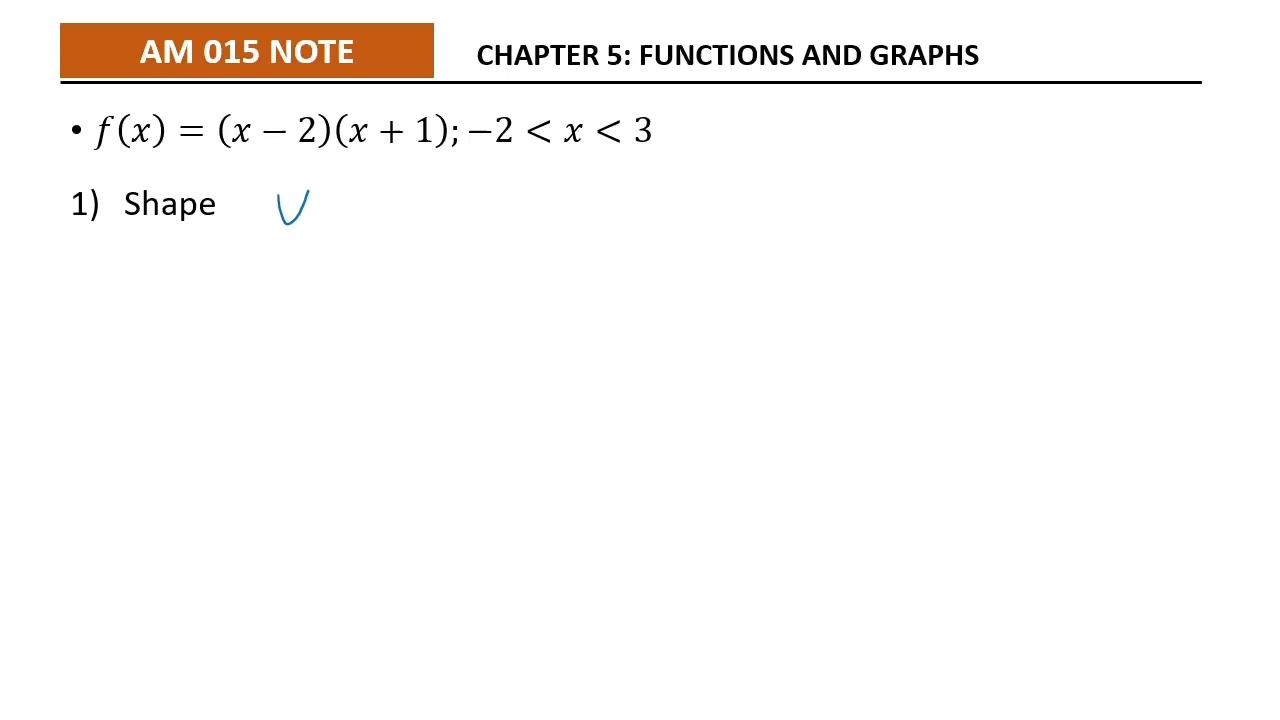 AM 015 NOTE
CHAPTER 5: FUNCTIONS AND GRAPHS
• f(x) = (x − 2)(x + 1); −2 < x < 3
1) Shape